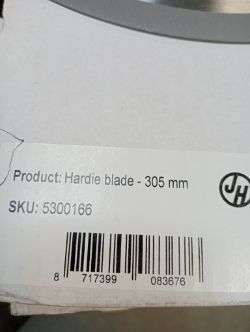 Product: Hardie blade - 305 mm
JH
SKU: 5300166
8 717399 083676